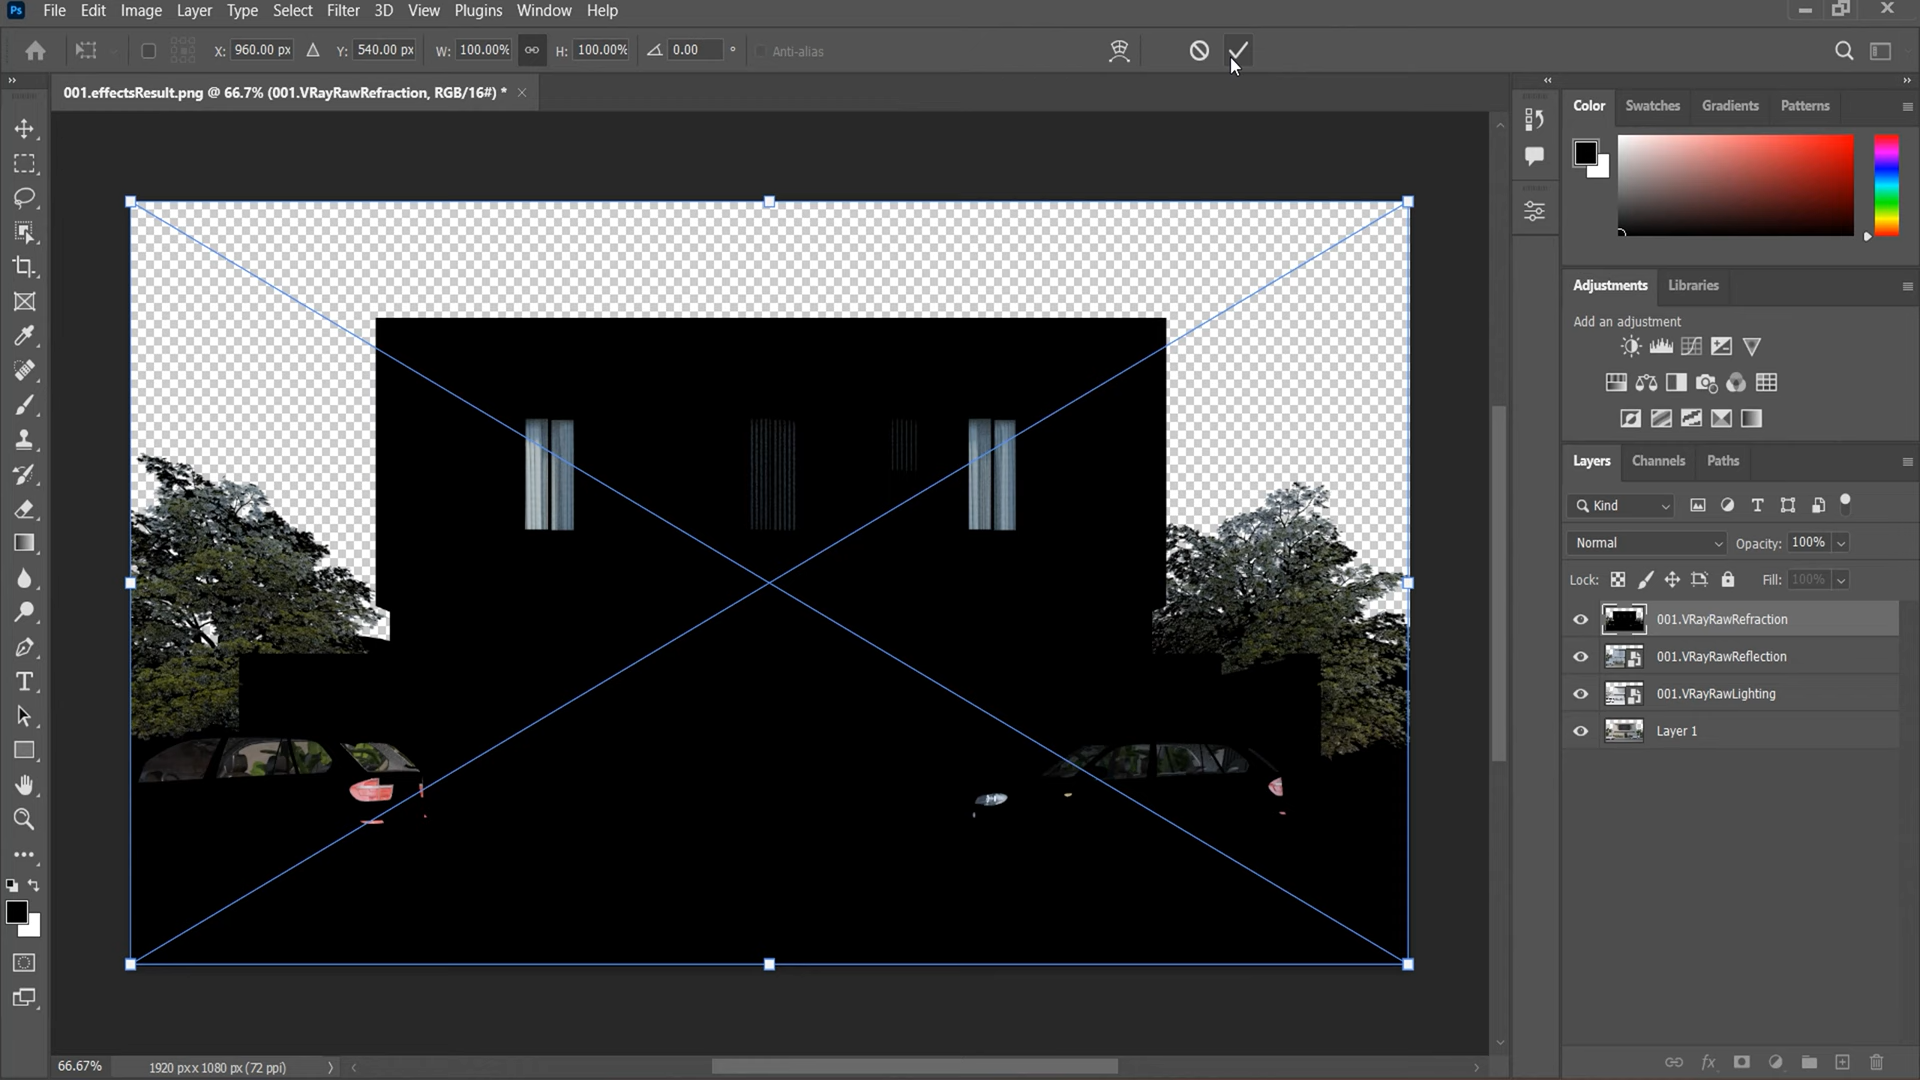 Ps File Edit Image Layer Type Select Filter 3D View Plugins Window Help
X: 960.00 px Y: 540.00 px W: 100.00% H: 100.00% 0.00 ° Anti-alias
001.effectsResult.png @ 66.7% (001.VRayRawRefraction, RGB/16#) *
Color Swatches Gradients Patterns
Adjustments Libraries
Add an adjustment
Layers Channels Paths
Kind
Normal Opacity: 100%
Lock: Fill: 100%
001.VRayRawRefraction
001.VRayRawReflection
001.VRayRawLighting
Layer 1
66.67% 1920 px x 1080 px (72 ppi)